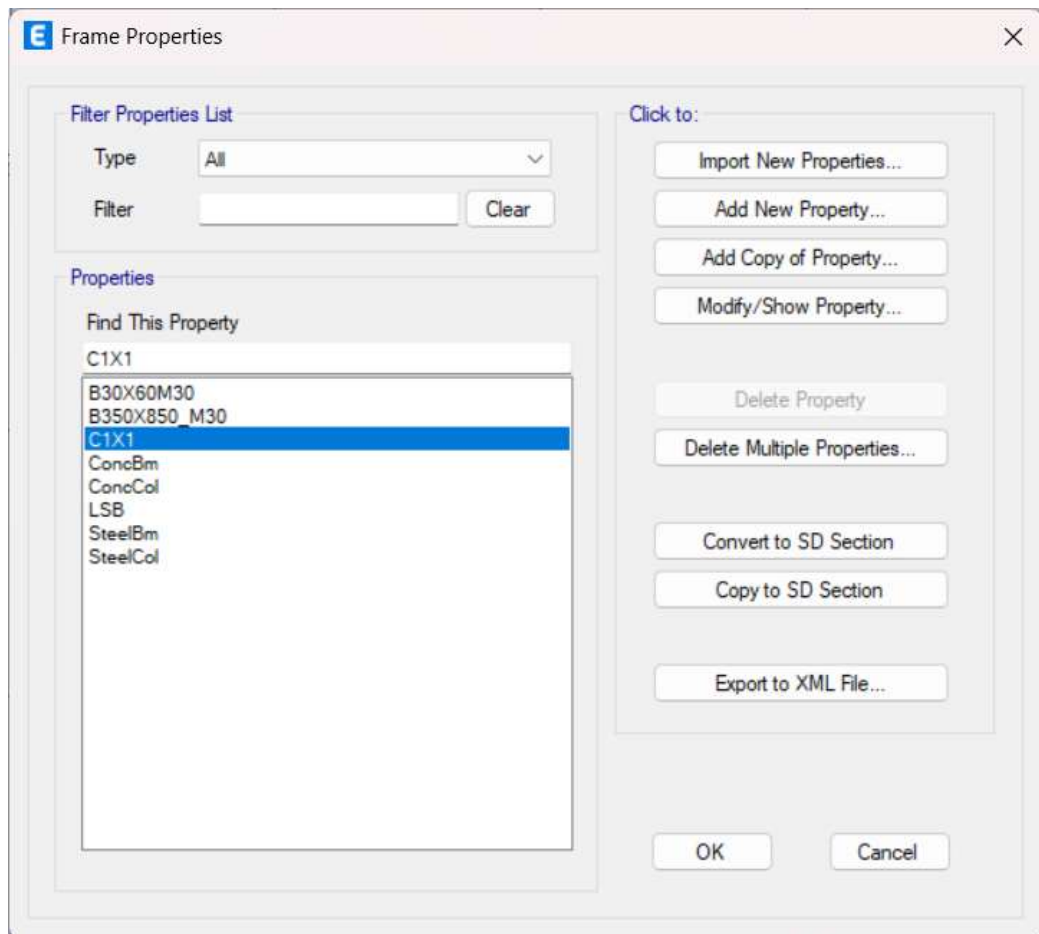 E Frame Properties
Filter Properties List
Type All
Filter Clear
Properties
Find This Property
C1X1
B30X60M30
B350X850_M30
C1X1
ConcBm
ConcCol
LSB
SteelBm
SteelCol
Click to:
Import New Properties...
Add New Property...
Add Copy of Property...
Modify/Show Property...
Delete Property
Delete Multiple Properties...
Convert to SD Section
Copy to SD Section
Export to XML File...
OK Cancel